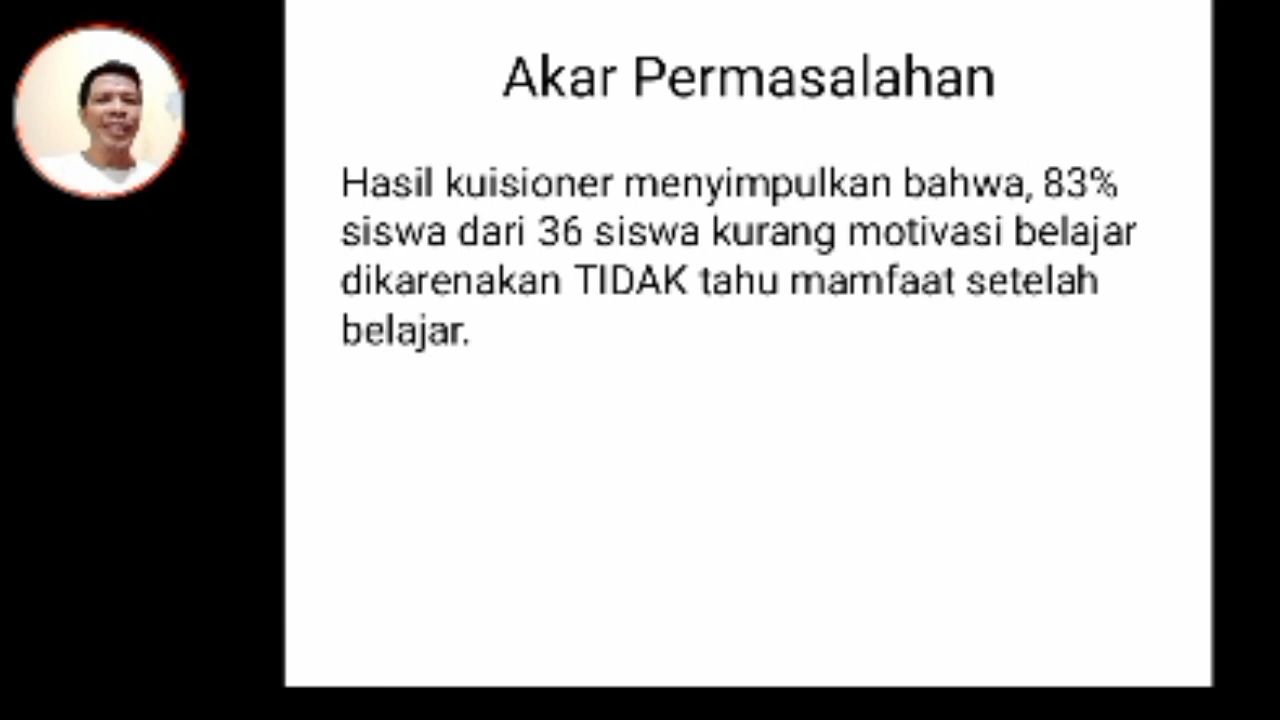 Akar Permasalahan
Hasil kuisioner menyimpulkan bahwa, 83%
siswa dari 36 siswa kurang motivasi belajar
dikarenakan TIDAK tahu mamfaat setelah
belajar.